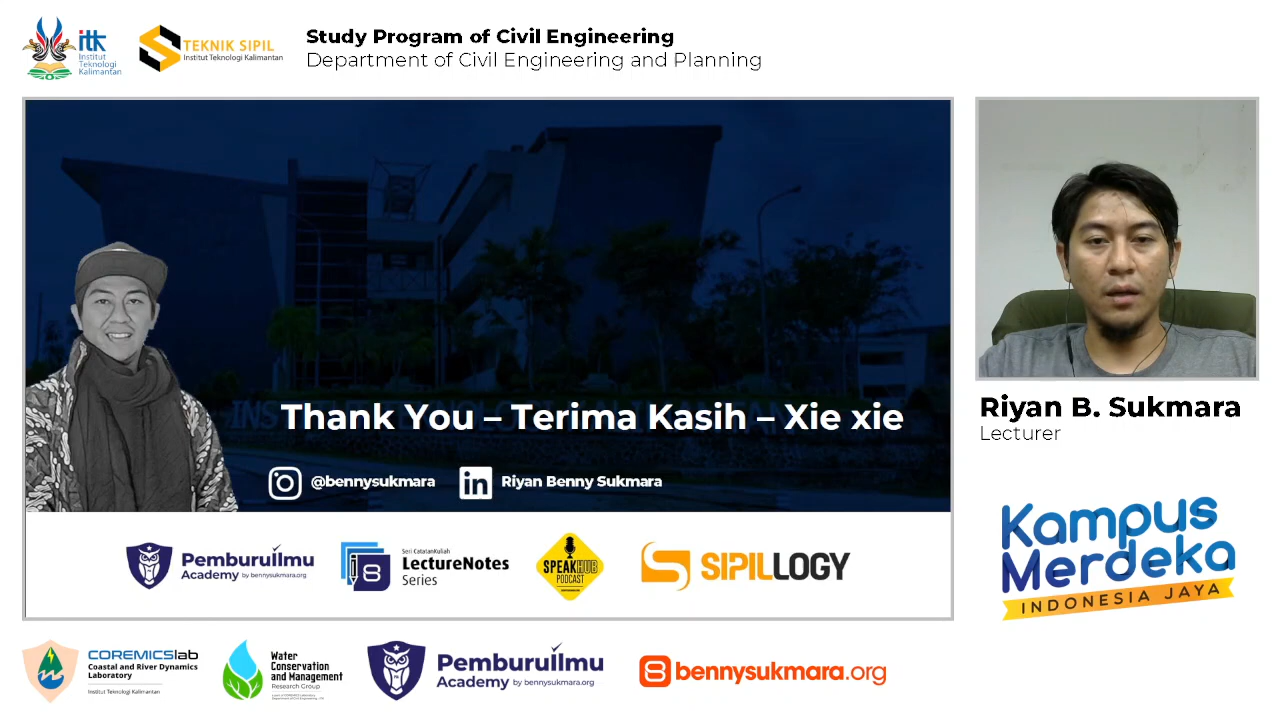 itk
Institut
Teknologi
Kalimantan
TEKNIK SIPIL
Institut Teknologi Kalimantan
Study Program of Civil Engineering
Department of Civil Engineering and Planning
Thank You – Terima Kasih – Xie xie
@bennysukmara
Riyan Benny Sukmara
PemburuIlmu
Academy by bennysukmara.org
Seri CatatanKuliah
LectureNotes
Series
SPEAKHUB
PODCAST
SIPILLOGY
Riyan B. Sukmara
Lecturer
Kampus
Merdeka
INDONESIA JAYA
COREMICSlab
Coastal and River Dynamics
Laboratory
Institut Teknologi Kalimantan
Water
Conservation
and Management
Research Group
PemburuIlmu
Academy by bennysukmara.org
bennysukmara.org